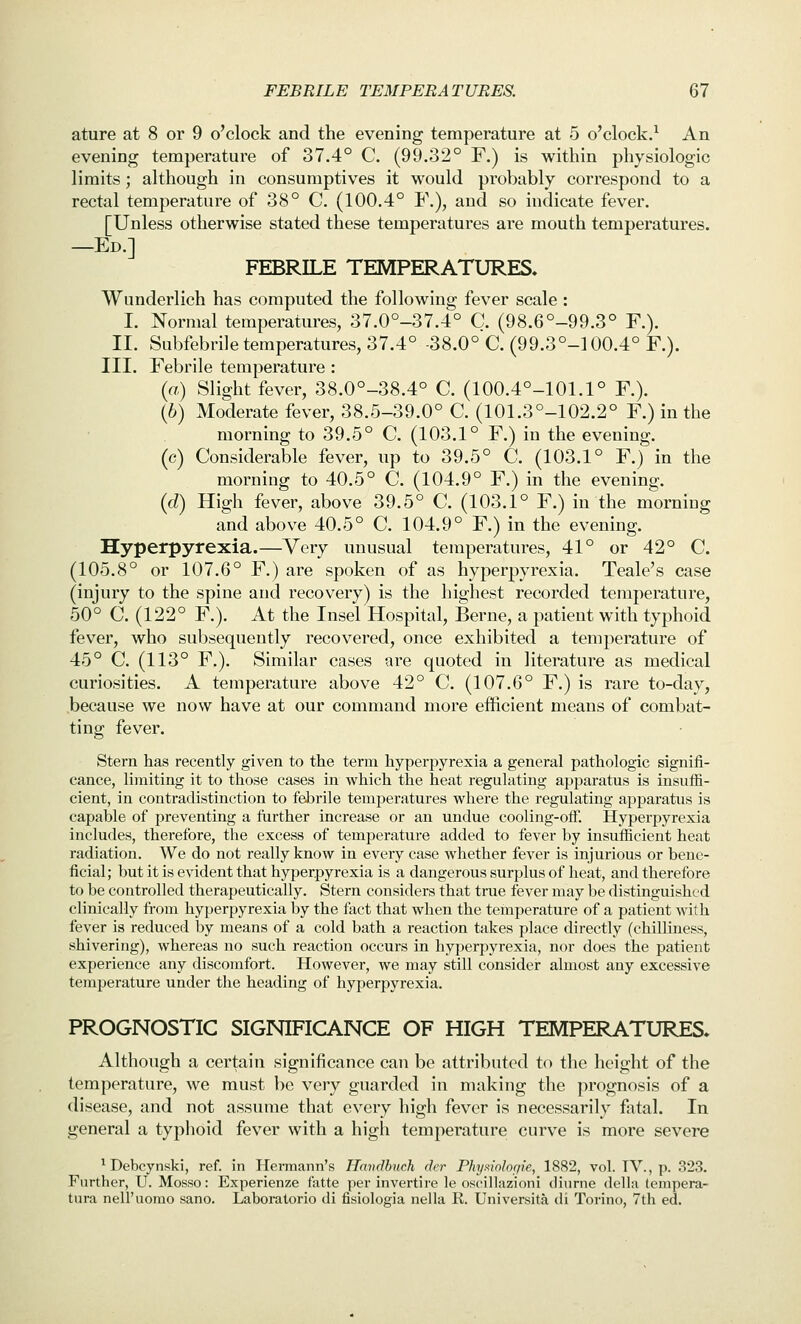 FEBRILE TEMPERATURES. 67
ature at 8 or 9 o'clock and the evening temperature at 5 o'clock.¹ An
evening temperature of 37.4° C. (99.32° F.) is within physiologic
limits; although in consumptives it would probably correspond to a
rectal temperature of 38° C. (100.4° F.), and so indicate fever.
[Unless otherwise stated these temperatures are mouth temperatures.
—ED.]
FEBRILE TEMPERATURES.
Wunderlich has computed the following fever scale :
I. Normal temperatures, 37.0°–37.4° C. (98.6°–99.3° F.).
II. Subfebrile temperatures, 37.4° -38.0° C. (99.3°–100.4° F.).
III. Febrile temperature :
(a) Slight fever, 38.0°–38.4° C. (100.4°–101.1° F.).
(b) Moderate fever, 38.5–39.0° C. (101.3°–102.2° F.) in the
morning to 39.5° C. (103.1° F.) in the evening.
(c) Considerable fever, up to 39.5° C. (103.1° F.) in the
morning to 40.5° C. (104.9° F.) in the evening.
(d) High fever, above 39.5° C. (103.1° F.) in the morning
and above 40.5° C. 104.9° F.) in the evening.
Hyperpyrexia.—Very unusual temperatures, 41° or 42° C.
(105.8° or 107.6° F.) are spoken of as hyperpyrexia. Teale's case
(injury to the spine and recovery) is the highest recorded temperature,
50° C. (122° F.). At the Insel Hospital, Berne, a patient with typhoid
fever, who subsequently recovered, once exhibited a temperature of
45° C. (113° F.). Similar cases are quoted in literature as medical
curiosities. A temperature above 42° C. (107.6° F.) is rare to-day,
because we now have at our command more efficient means of combat-
ting fever.
Stern has recently given to the term hyperpyrexia a general pathologic signifi-
cance, limiting it to those cases in which the heat regulating apparatus is insuffi-
cient, in contradistinction to febrile temperatures where the regulating apparatus is
capable of preventing a further increase or an undue cooling-off. Hyperpyrexia
includes, therefore, the excess of temperature added to fever by insufficient heat
radiation. We do not really know in every case whether fever is injurious or bene-
ficial; but it is evident that hyperpyrexia is a dangerous surplus of heat, and therefore
to be controlled therapeutically. Stern considers that true fever may be distinguished
clinically from hyperpyrexia by the fact that when the temperature of a patient with
fever is reduced by means of a cold bath a reaction takes place directly (chilliness,
shivering), whereas no such reaction occurs in hyperpyrexia, nor does the patient
experience any discomfort. However, we may still consider almost any excessive
temperature under the heading of hyperpyrexia.
PROGNOSTIC SIGNIFICANCE OF HIGH TEMPERATURES.
Although a certain significance can be attributed to the height of the
temperature, we must be very guarded in making the prognosis of a
disease, and not assume that every high fever is necessarily fatal. In
general a typhoid fever with a high temperature curve is more severe
¹ Debcynski, ref. in Hermann's Handbuch der Physiologie, 1882, vol. IV., p. 323.
Further, U. Mosso: Experienze fatte per invertire le oscillazioni diurne della tempera-
tura nell'uomo sano. Laboratorio di fisiologia nella R. Università di Torino, 7th ed.